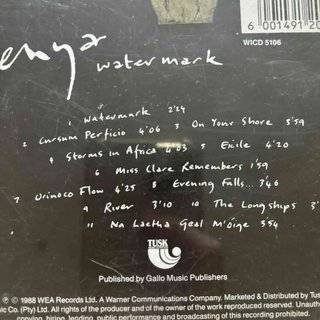 6 001491 20
WICD 5106
enya
watermark
1 Watermark 2'24
2 Cursum Perficio 4'06 3 On Your Shore 3'59
4 Storms in Africa 4'03 5 Exile 4'20
6 Miss Clare Remembers 1'59
7 Orinoco Flow 4'25 8 Evening Falls... 3'46
9 River 3'10 10 The Longships 3'
11 Na Laetha Geal M'óige 3'54
TUSK
Published by Gallo Music Publishers
℗ © 1988 WEA Records Ltd. A Warner Communications Company. Marketed & Distributed by Tusk
ic Co. (Pty) Ltd. All rights of the producer and of the owner of the work reproduced reserved. Unautho
copying, hiring, lending, public performance and broadcasting of this recording prohibited.